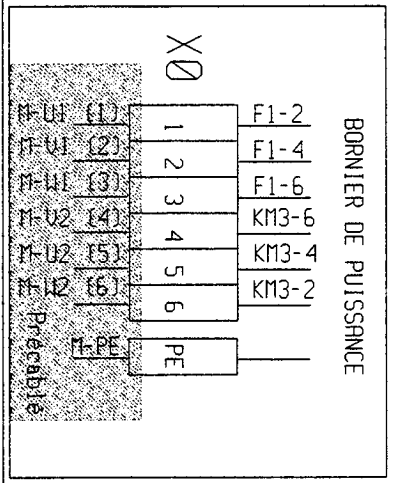 X0
M-U1 (1) 1 F1-2
M-V1 (2) 2 F1-4
M-W1 (3) 3 F1-6
M-V2 (4) 4 KM3-6
M-U2 (5) 5 KM3-4
M-W2 (6) 6 KM3-2
M-PE PE
Précablé
BORNIER DE PUISSANCE